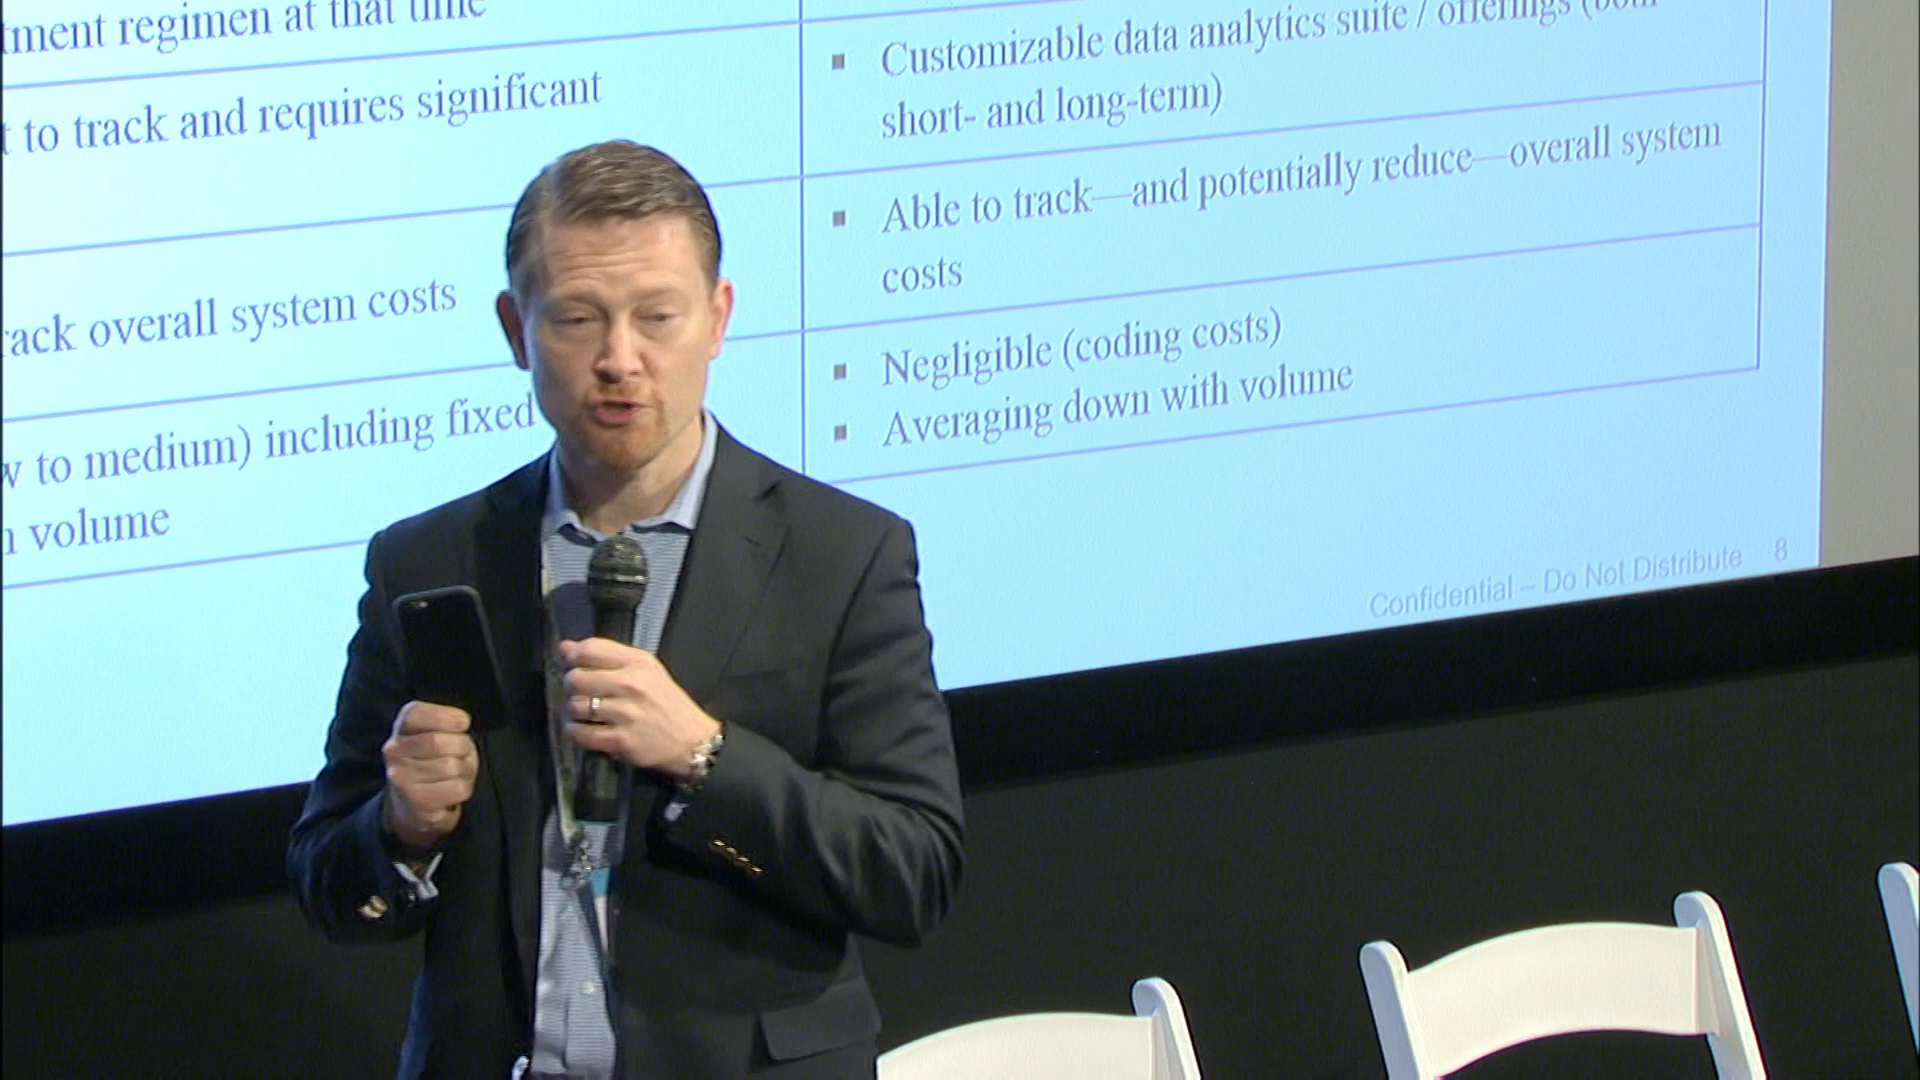 tment regimen at that time
t to track and requires significant
rack overall system costs
w to medium) including fixed
n volume
Customizable data analytics suite / offerings (both
short- and long-term)
Able to track—and potentially reduce—overall system
costs
Negligible (coding costs)
Averaging down with volume
Confidential – Do Not Distribute 8